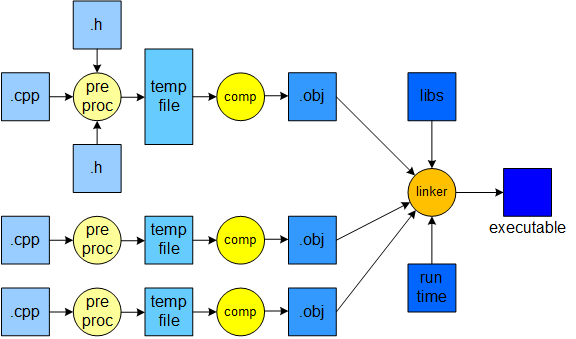 .h
.cpp
pre
proc
temp
file
comp
.obj
.h
libs
linker
executable
.cpp
pre
proc
temp
file
comp
.obj
run
time
.cpp
pre
proc
temp
file
comp
.obj